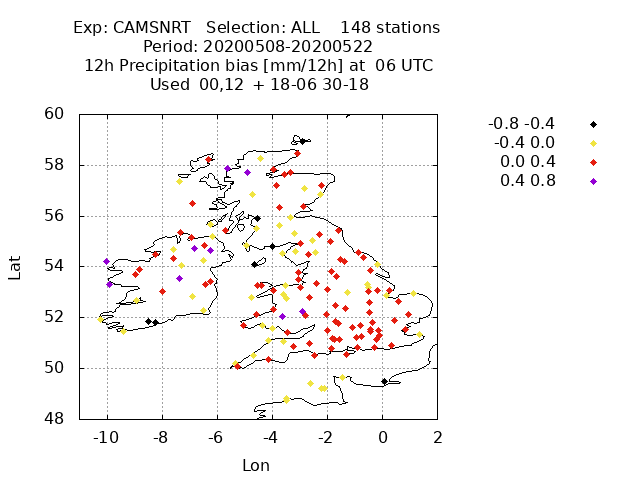 Exp: CAMSNRT   Selection: ALL    148 stations
Period: 20200508-20200522
12h Precipitation bias [mm/12h] at  06 UTC
Used 00,12  + 18-06 30-18
-0.8 -0.4
-0.4 0.0
0.0 0.4
0.4 0.8
60
58
56
54
52
50
48
Lat
-10 -8 -6 -4 -2 0 2
Lon